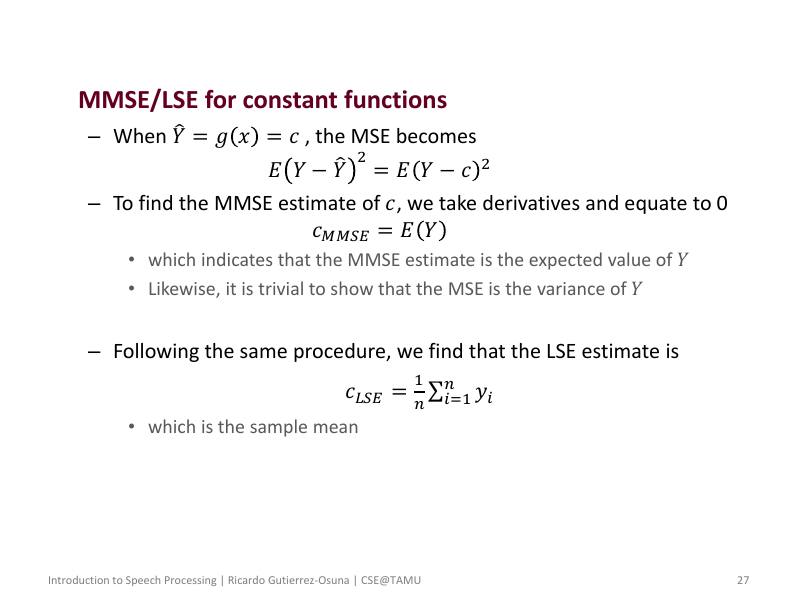 MMSE/LSE for constant functions
– When Ŷ = g(x) = c , the MSE becomes
E(Y − Ŷ)² = E(Y − c)²
– To find the MMSE estimate of c, we take derivatives and equate to 0
c_MMSE = E(Y)
• which indicates that the MMSE estimate is the expected value of Y
• Likewise, it is trivial to show that the MSE is the variance of Y
– Following the same procedure, we find that the LSE estimate is
c_LSE = 1/n ∑ⁿᵢ₌₁ yᵢ
• which is the sample mean
Introduction to Speech Processing | Ricardo Gutierrez-Osuna | CSE@TAMU 27